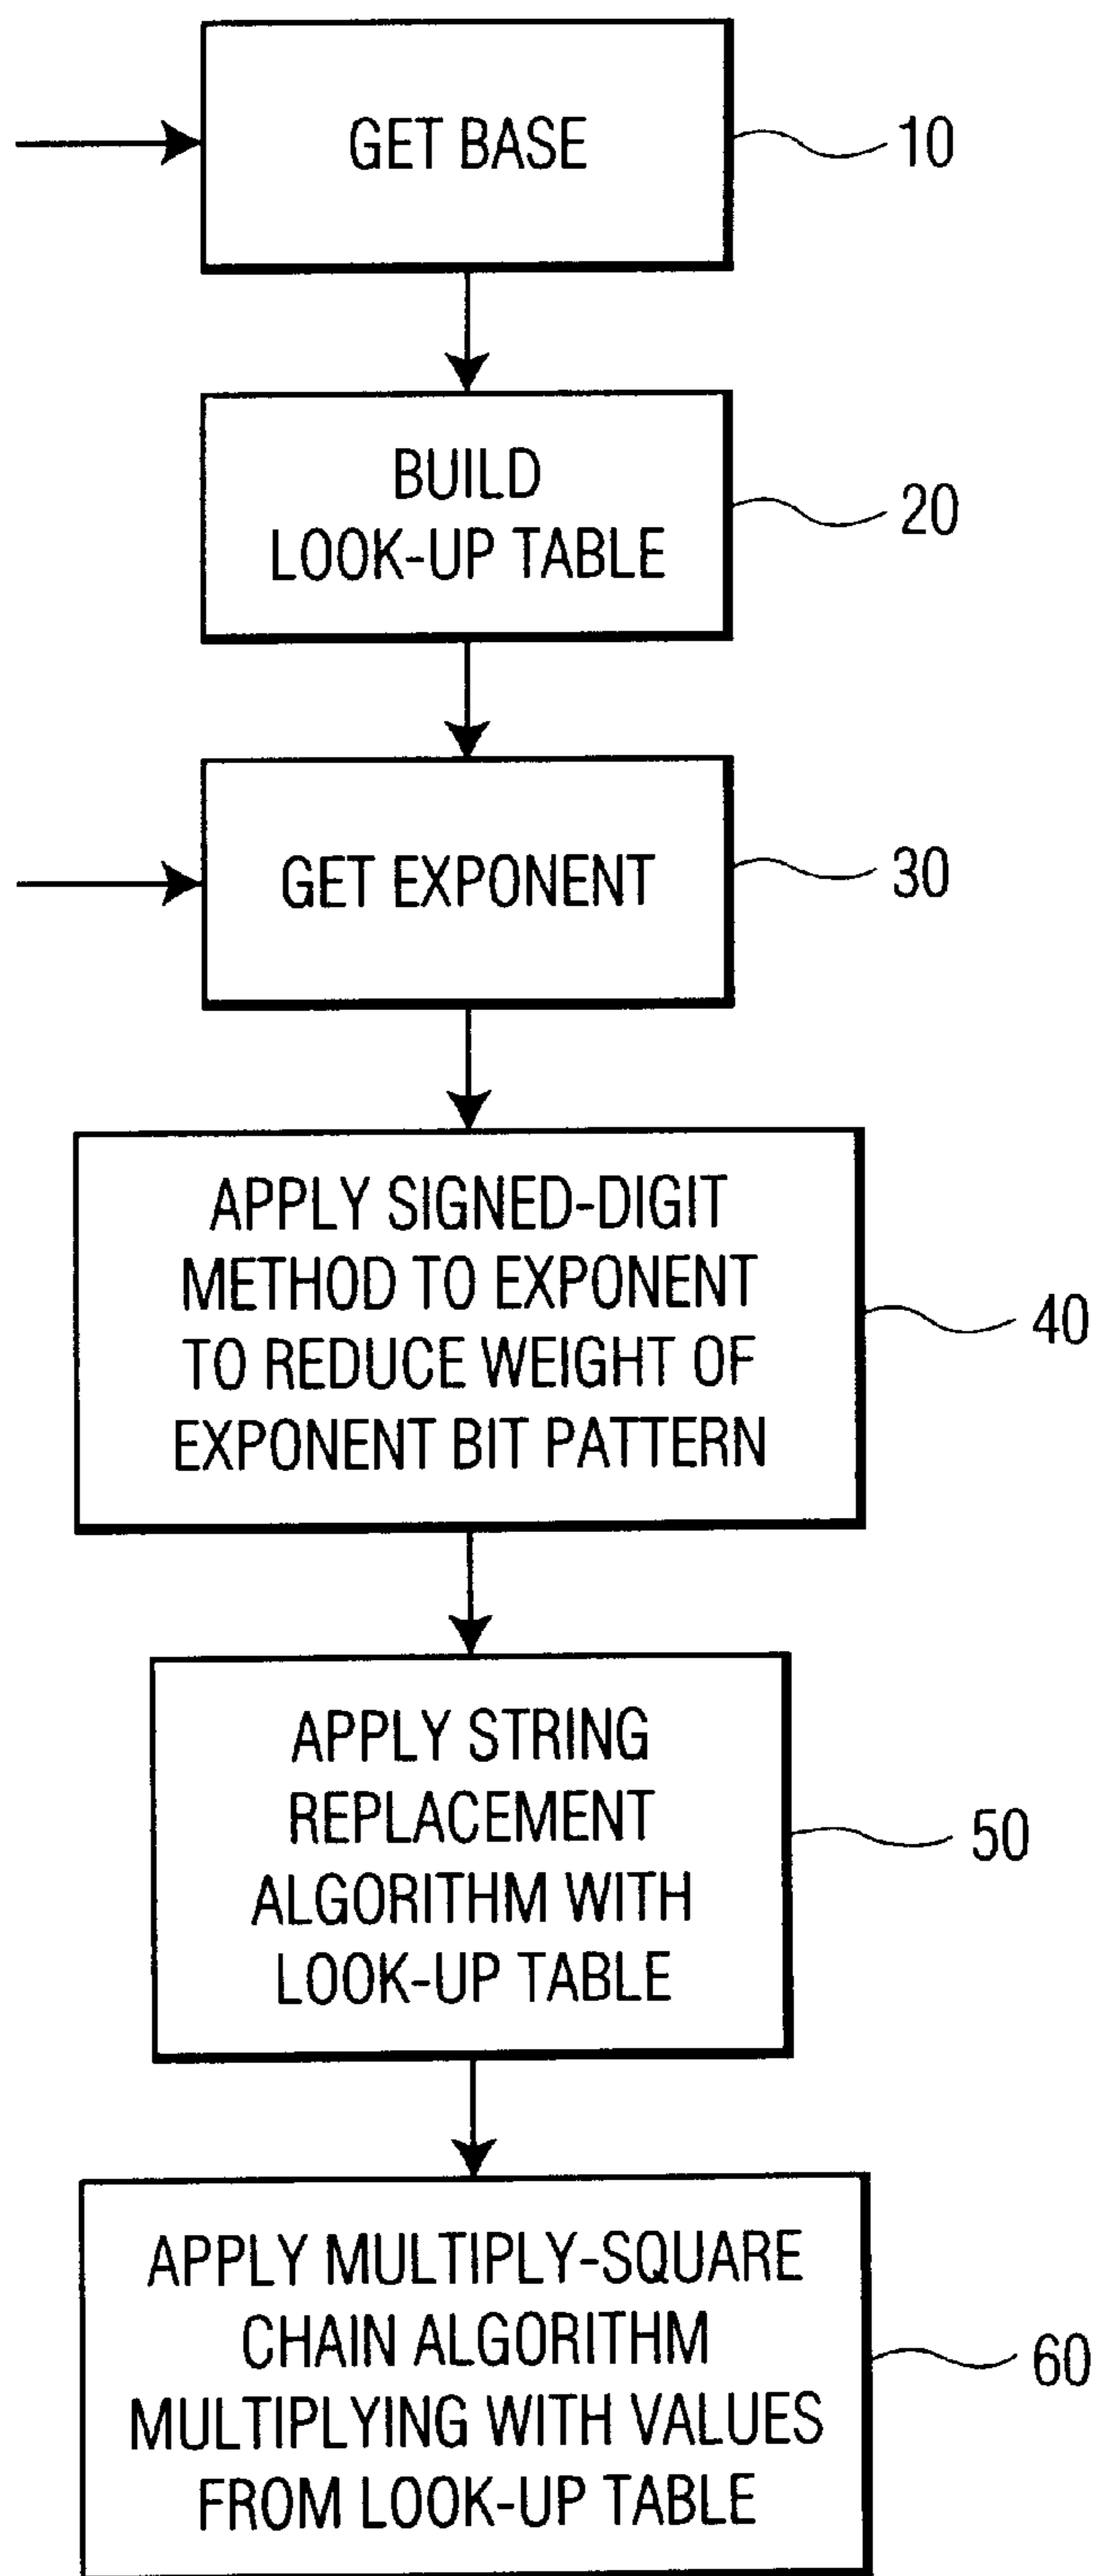 GET BASE
10
BUILD
LOOK-UP TABLE
20
GET EXPONENT
30
APPLY SIGNED-DIGIT
METHOD TO EXPONENT
TO REDUCE WEIGHT OF
EXPONENT BIT PATTERN
40
APPLY STRING
REPLACEMENT
ALGORITHM WITH
LOOK-UP TABLE
50
APPLY MULTIPLY-SQUARE
CHAIN ALGORITHM
MULTIPLYING WITH VALUES
FROM LOOK-UP TABLE
60